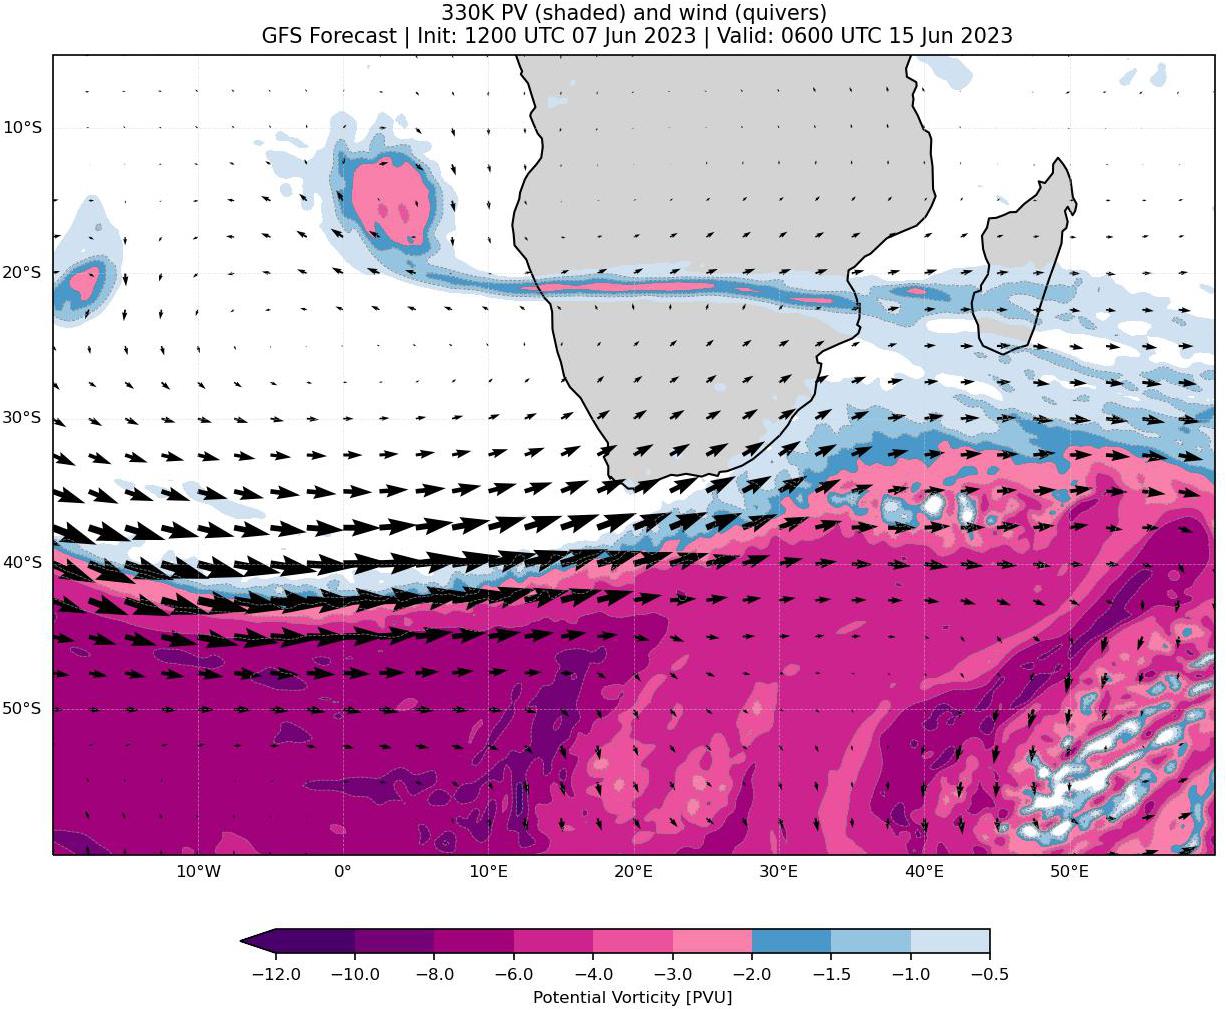 330K PV (shaded) and wind (quivers)
GFS Forecast | Init: 1200 UTC 07 Jun 2023 | Valid: 0600 UTC 15 Jun 2023
10°S
20°S
30°S
40°S
50°S
10°W 0° 10°E 20°E 30°E 40°E 50°E
−12.0 −10.0 −8.0 −6.0 −4.0 −3.0 −2.0 −1.5 −1.0 −0.5
Potential Vorticity [PVU]